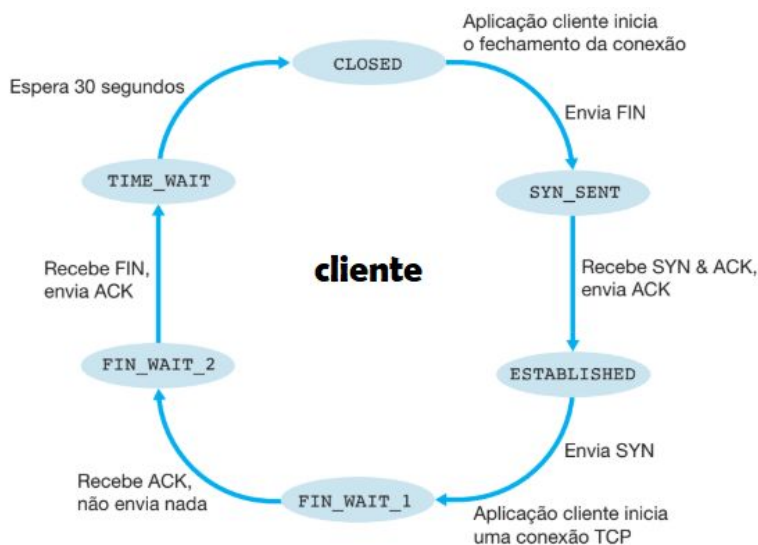 Aplicação cliente inicia
o fechamento da conexão
CLOSED
Espera 30 segundos
Envia FIN
TIME_WAIT
SYN_SENT
cliente
Recebe FIN,
envia ACK
Recebe SYN & ACK,
envia ACK
FIN_WAIT_2
ESTABLISHED
Envia SYN
Recebe ACK,
não envia nada
FIN_WAIT_1
Aplicação cliente inicia
uma conexão TCP